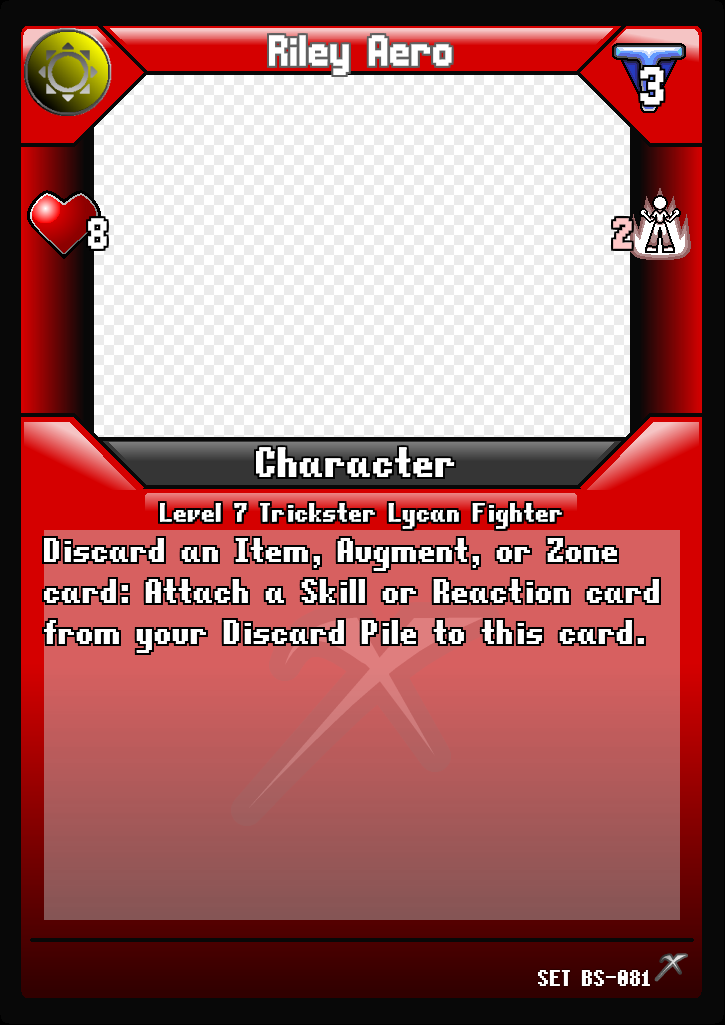 Riley Aero
3
8
2
Character
Level 7 Trickster Lycan Fighter
Discard an Item, Augment, or Zone
card: Attach a Skill or Reaction card
from your Discard Pile to this card.
SET BS-081